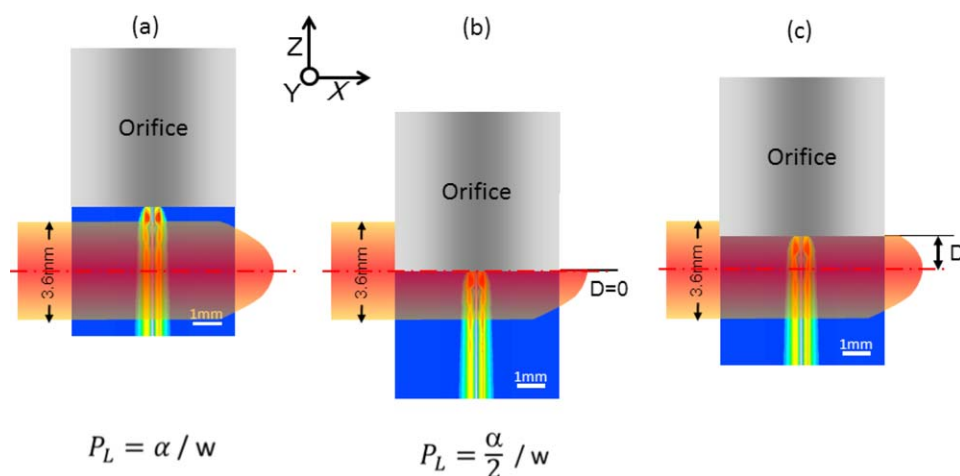 (a)
Z
Y X
Orifice
3.6mm
1mm
P_L = α / w
(b)
Orifice
3.6mm
D=0
1mm
P_L = α/2 / w
(c)
Orifice
3.6mm
D
1mm